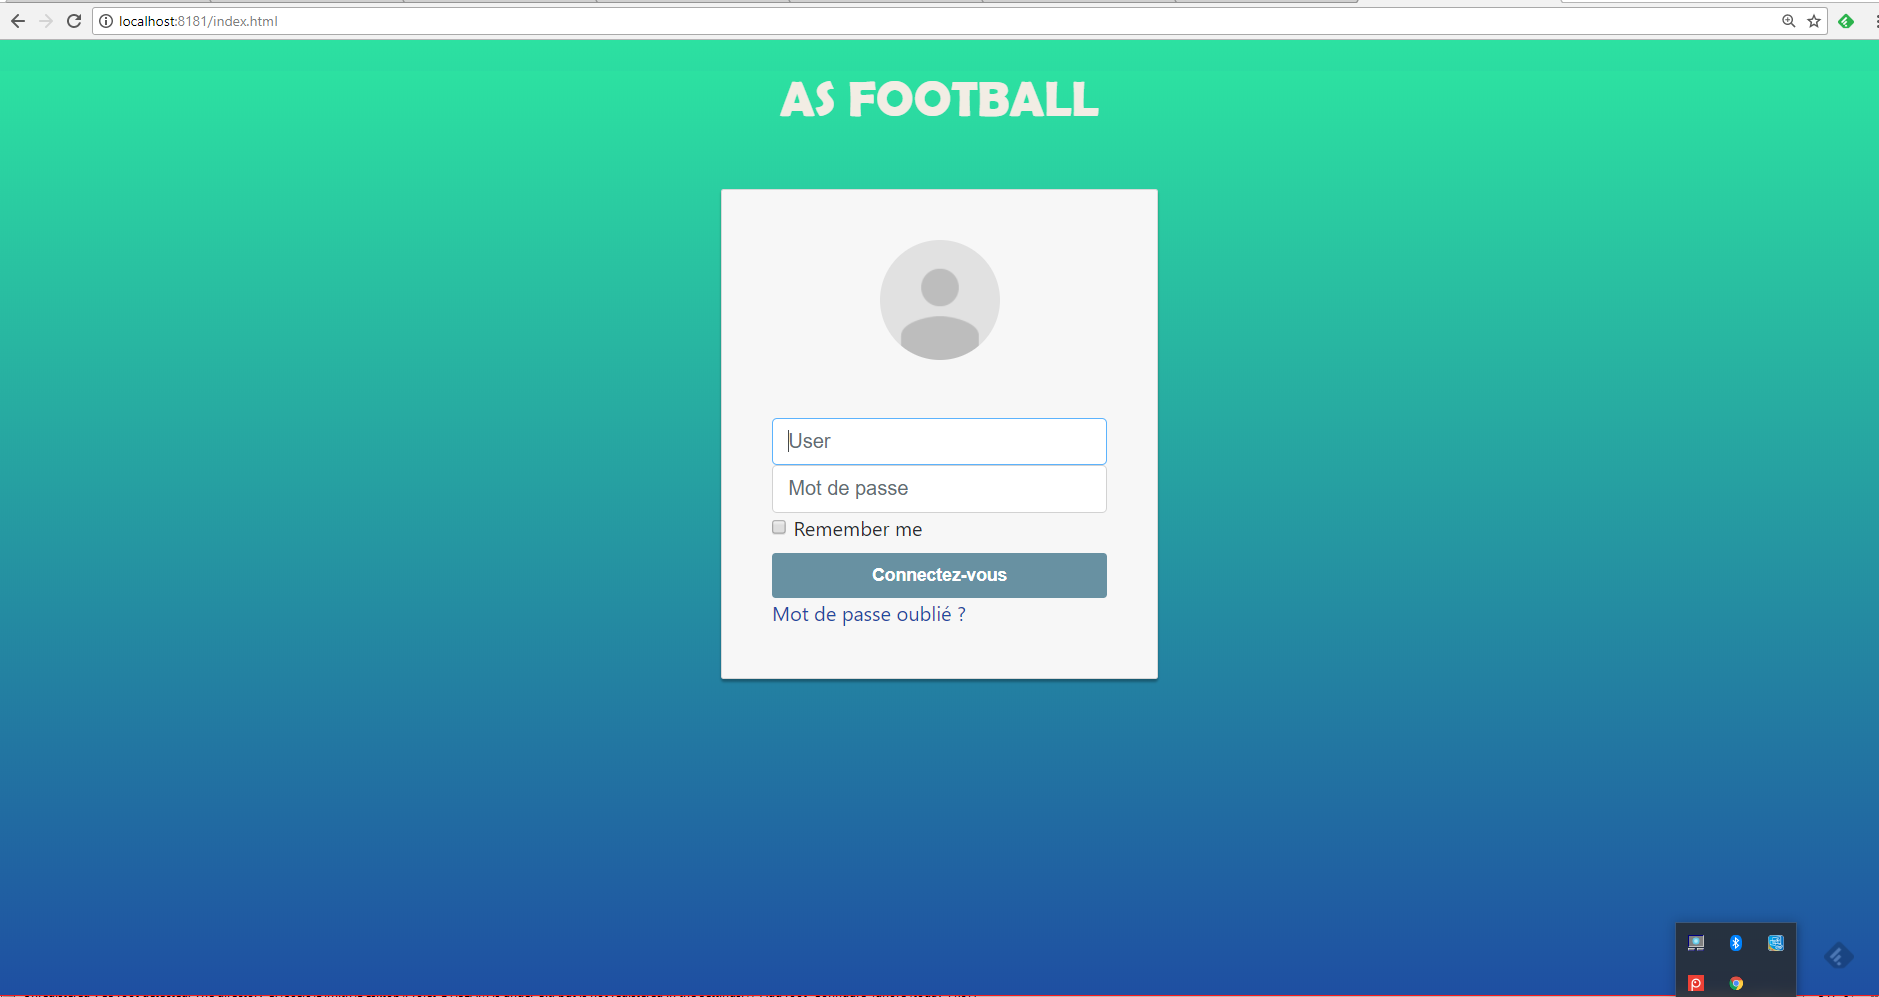 localhost:8181/index.html
AS FOOTBALL
User
Mot de passe
Remember me
Connectez-vous
Mot de passe oublié ?